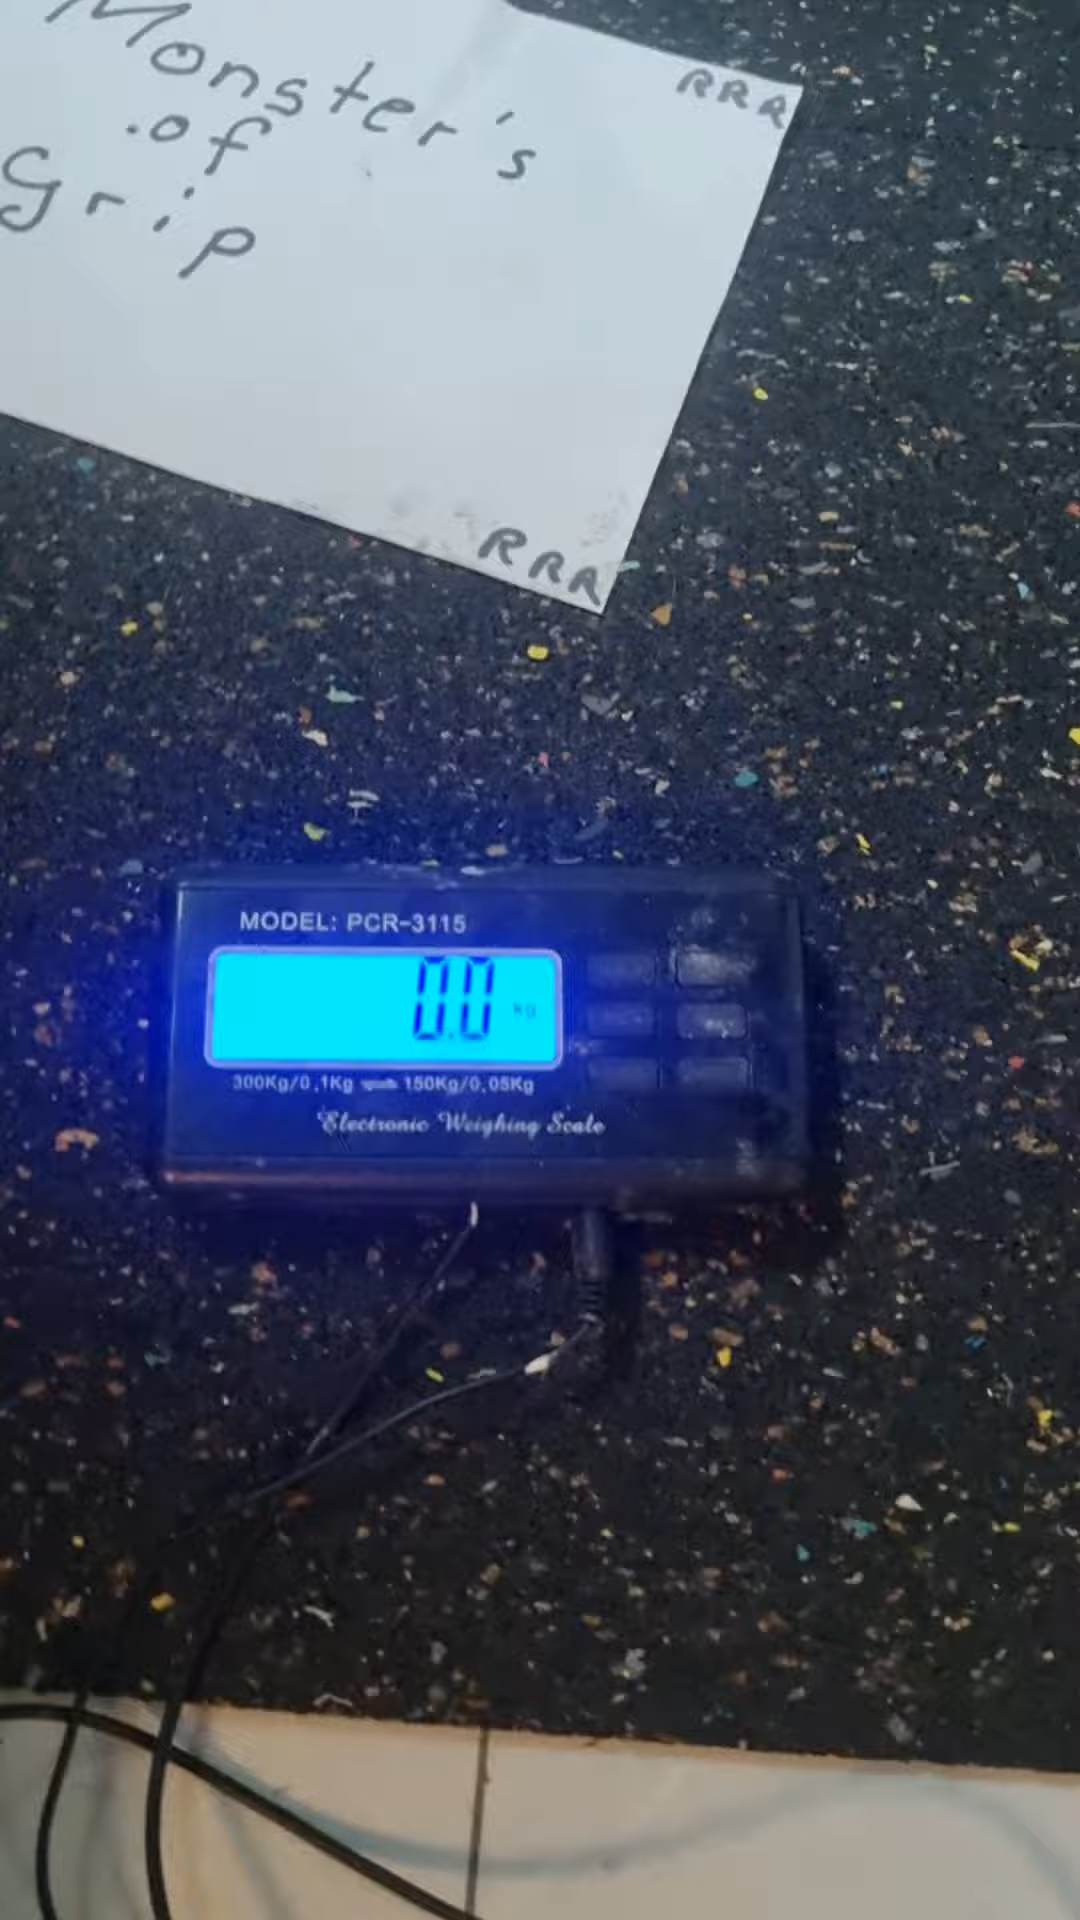 Monster's
of
Grip
RRR
RRR
MODEL: PCR-3115
0.0 kg
300Kg/0,1Kg 150Kg/0,05Kg
Electronic Weighing Scale